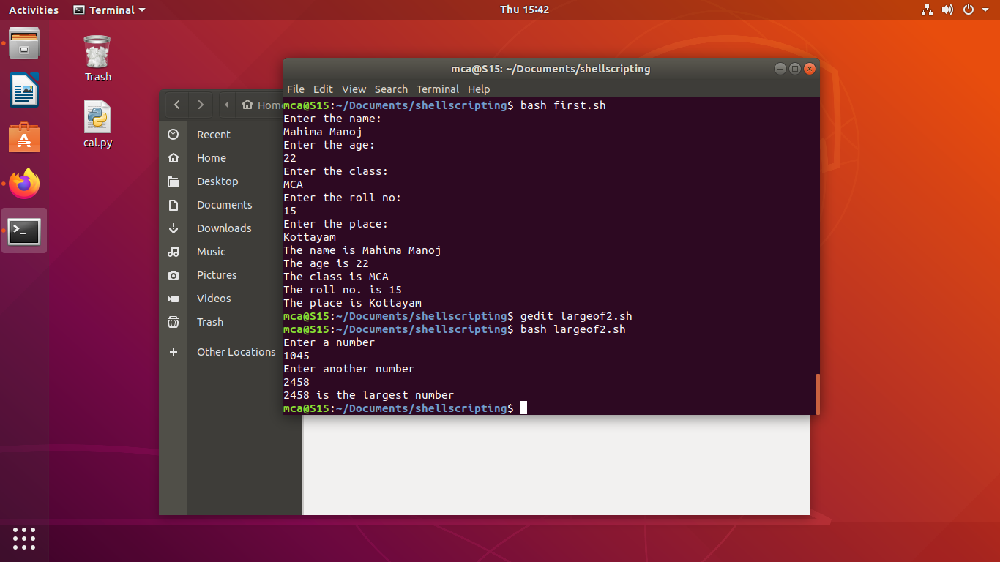 Activities
Terminal
Thu 15:42
Trash
cal.py
mca@S15: ~/Documents/shellscripting
File Edit View Search Terminal Help
Recent
Home
Desktop
Documents
Downloads
Music
Pictures
Videos
Trash
Other Locations
mca@S15:~/Documents/shellscripting$ bash first.sh
Enter the name:
Mahima Manoj
Enter the age:
22
Enter the class:
MCA
Enter the roll no:
15
Enter the place:
Kottayam
The name is Mahima Manoj
The age is 22
The class is MCA
The roll no. is 15
The place is Kottayam
mca@S15:~/Documents/shellscripting$ gedit largeof2.sh
mca@S15:~/Documents/shellscripting$ bash largeof2.sh
Enter a number
1045
Enter another number
2458
2458 is the largest number
mca@S15:~/Documents/shellscripting$